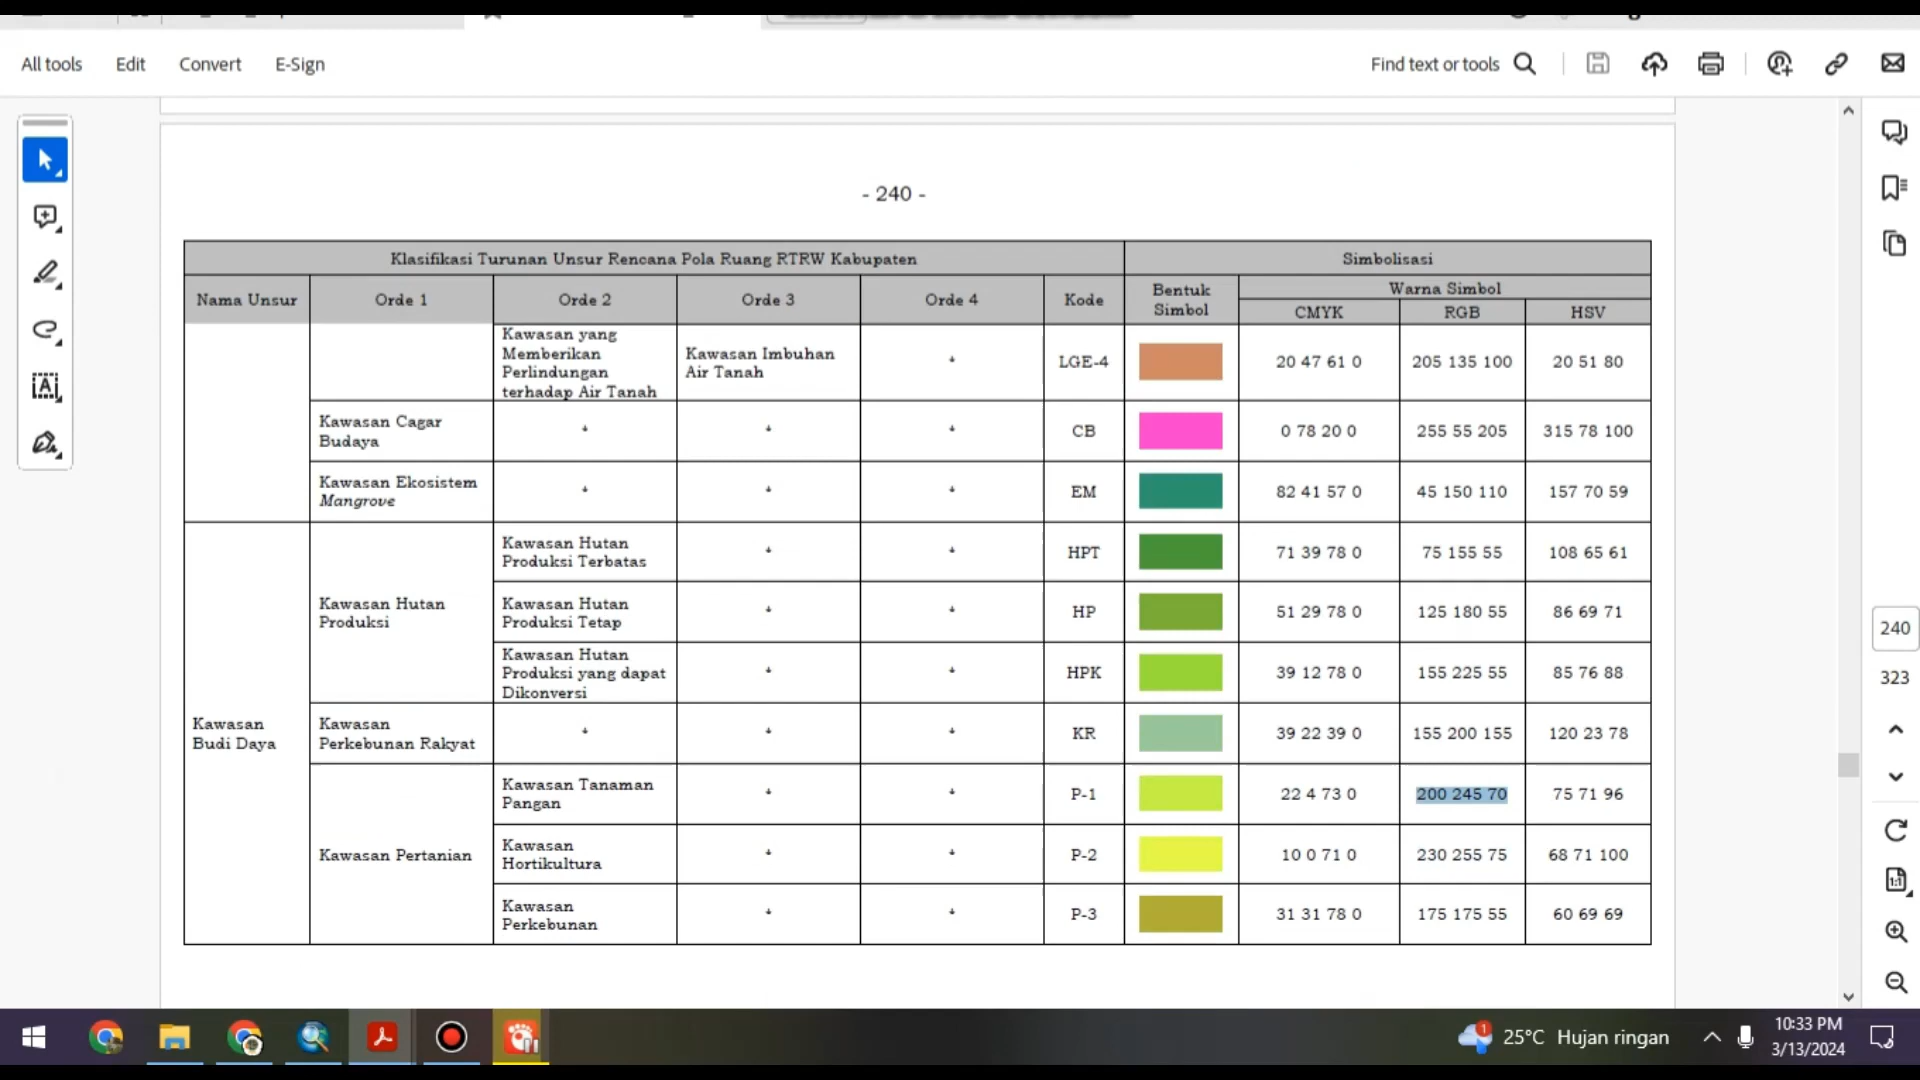 All tools Edit Convert E-Sign Find text or tools
- 240 -
Klasifikasi Turunan Unsur Rencana Pola Ruang RTRW Kabupaten Simbolisasi
Nama Unsur Orde 1 Orde 2 Orde 3 Orde 4 Kode Bentuk Simbol Warna Simbol
CMYK RGB HSV
Kawasan yang
Memberikan
Perlindungan
terhadap Air Tanah
Kawasan Imbuhan
Air Tanah
LGE-4 20 47 61 0 205 135 100 20 51 80
Kawasan Cagar
Budaya
CB 0 78 20 0 255 55 205 315 78 100
Kawasan Ekosistem
Mangrove
EM 82 41 57 0 45 150 110 157 70 59
Kawasan
Budi Daya
Kawasan Hutan
Produksi
Kawasan Hutan
Produksi Terbatas
HPT 71 39 78 0 75 155 55 108 65 61
Kawasan Hutan
Produksi Tetap
HP 51 29 78 0 125 180 55 86 69 71
Kawasan Hutan
Produksi yang dapat
Dikonversi
HPK 39 12 78 0 155 225 55 85 76 88
Kawasan
Perkebunan Rakyat
KR 39 22 39 0 155 200 155 120 23 78
Kawasan Pertanian
Kawasan Tanaman
Pangan
P-1 22 4 73 0 200 245 70 75 71 96
Kawasan
Hortikultura
P-2 10 0 71 0 230 255 75 68 71 100
Kawasan
Perkebunan
P-3 31 31 78 0 175 175 55 60 69 69
240
323
1:1
1
25°C Hujan ringan
10:33 PM
3/13/2024